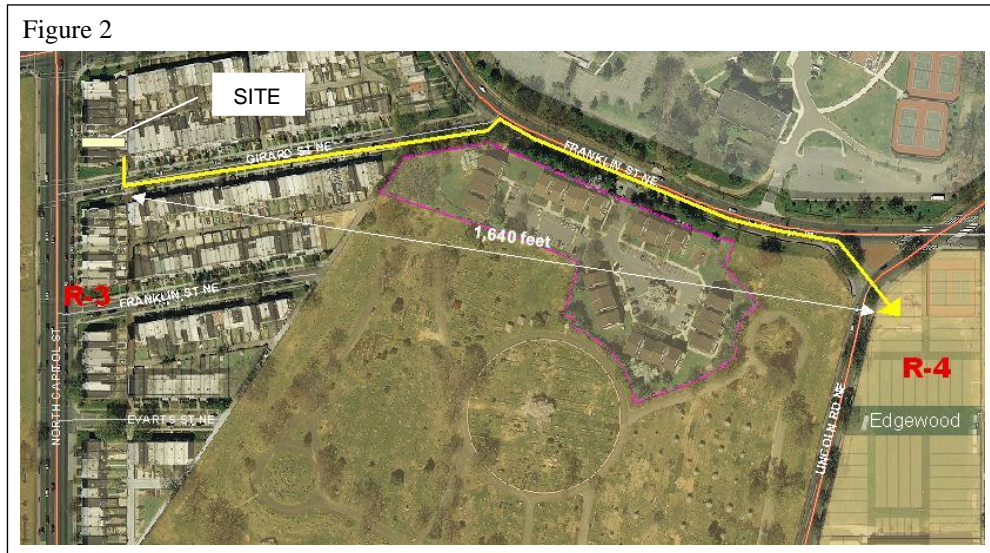 Figure 2
SITE
GIRARD ST NE
FRANKLIN ST NE
1,640 feet
R-3
FRANKLIN ST NE
NORTH CAPITOL ST
R-4
EVARTS ST NE
Edgewood
LINCOLN RD NE